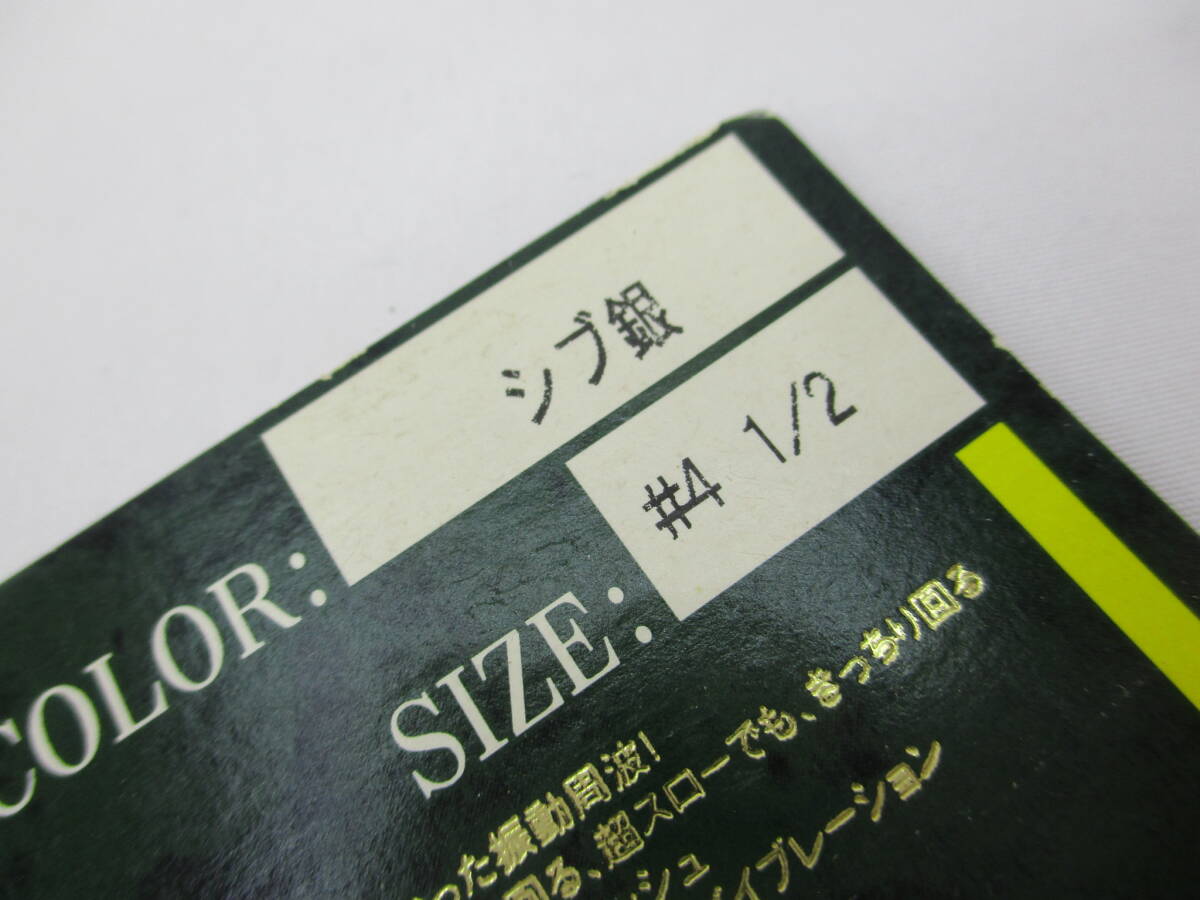 COLOR: シブ銀
SIZE: #4 1/2
った振動周波!
回る、超スローでも、きっちり回る
シュ
イブレーション